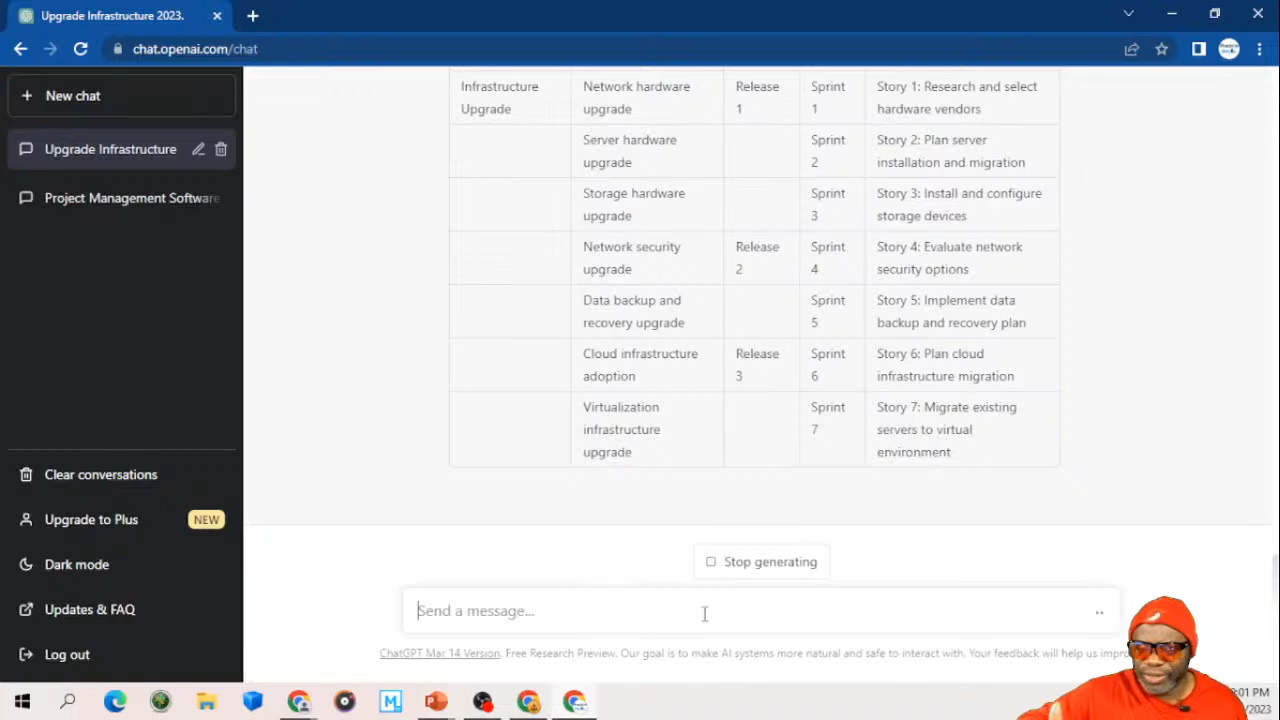 Upgrade Infrastructure 2023.
chat.openai.com/chat
New chat
Upgrade Infrastructure
Project Management Software
Clear conversations
Upgrade to Plus NEW
Dark mode
Updates & FAQ
Log out
Infrastructure Network hardware Release Sprint Story 1: Research and select
Upgrade upgrade 1 1 hardware vendors
Server hardware Sprint Story 2: Plan server
upgrade 2 installation and migration
Storage hardware Sprint Story 3: Install and configure
upgrade 3 storage devices
Network security Release Sprint Story 4: Evaluate network
upgrade 2 4 security options
Data backup and Sprint Story 5: Implement data
recovery upgrade 5 backup and recovery plan
Cloud infrastructure Release Sprint Story 6: Plan cloud
adoption 3 6 infrastructure migration
Virtualization Sprint Story 7: Migrate existing
infrastructure 7 servers to virtual
upgrade environment
Stop generating
Send a message...
ChatGPT Mar 14 Version. Free Research Preview. Our goal is to make AI systems more natural and safe to interact with. Your feedback will help us